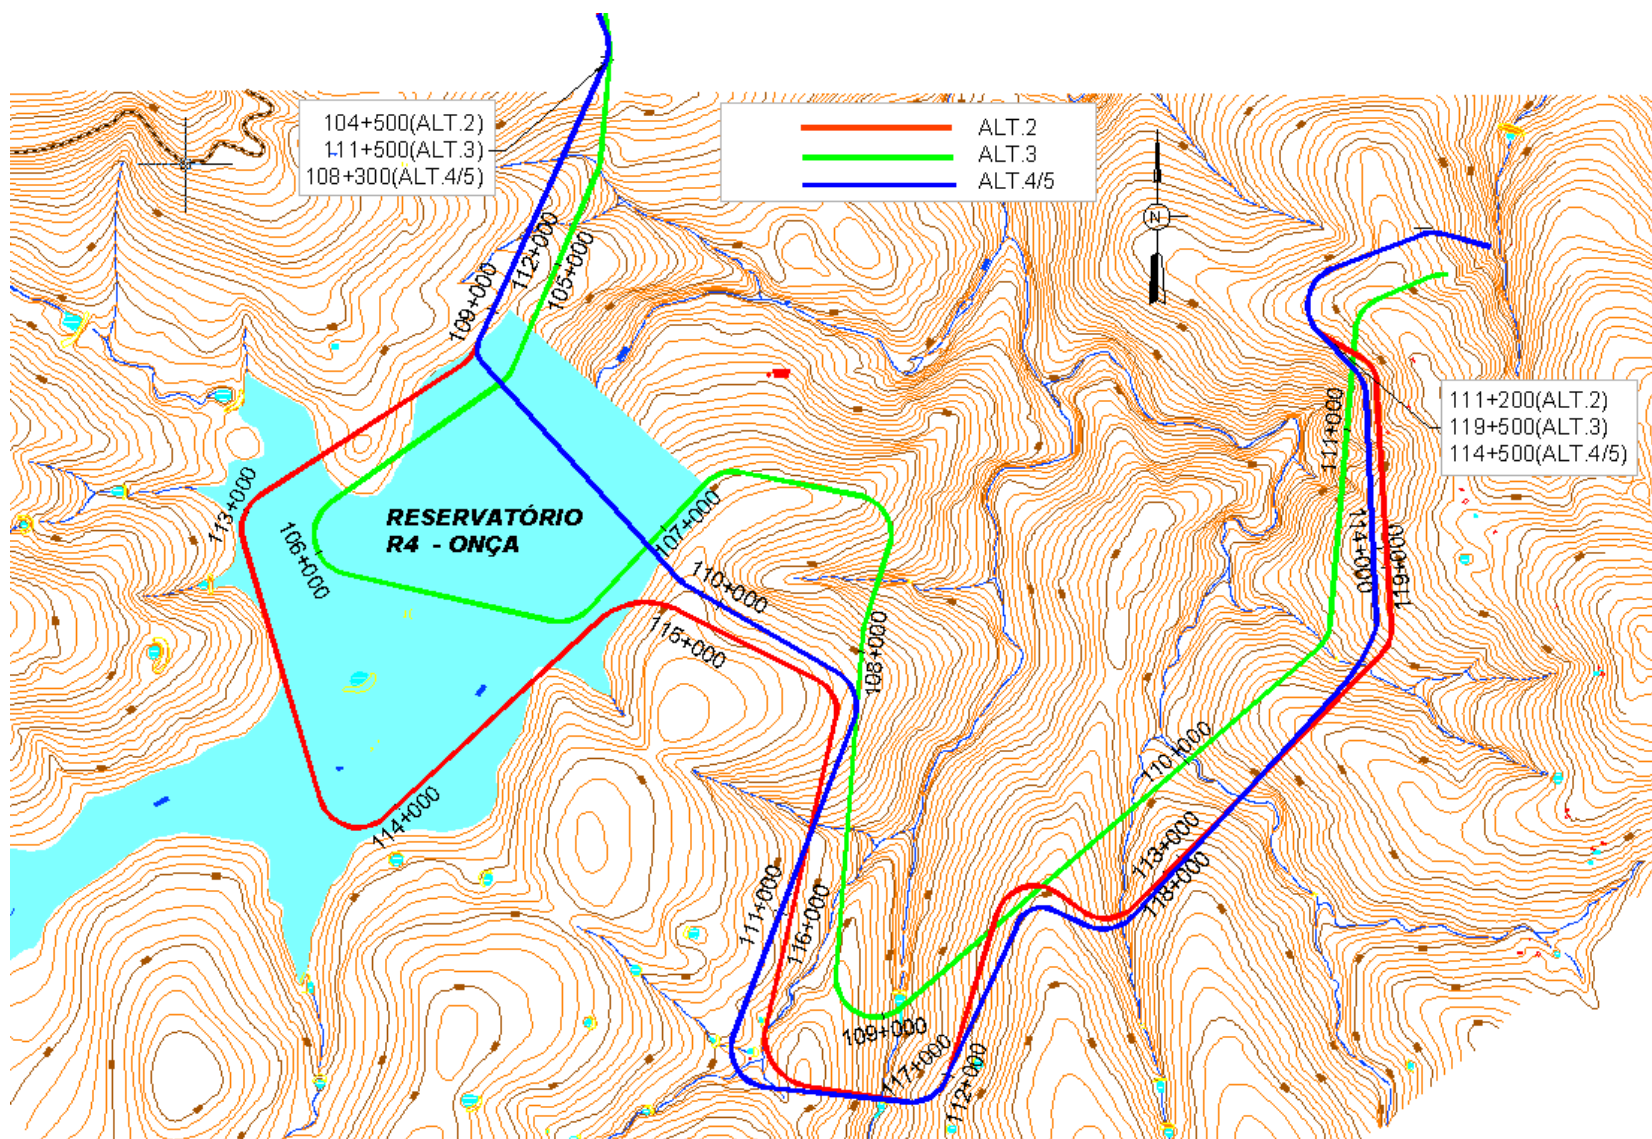 104+500(ALT.2)
111+500(ALT.3)
108+300(ALT.4/5)
ALT.2
ALT.3
ALT.4/5
N
109+000
112+000
105+000
111+200(ALT.2)
119+500(ALT.3)
114+500(ALT.4/5)
111+000
113+000
106+000
RESERVATÓRIO
R4 - ONÇA
107+000
114+000
119+000
110+000
115+000
108+000
110+000
114+000
113+000
118+000
111+000
116+000
109+000
117+000
112+000